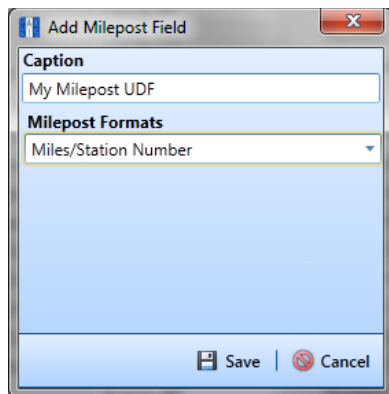 Add Milepost Field
Caption
My Milepost UDF
Milepost Formats
Miles/Station Number
Save | Cancel